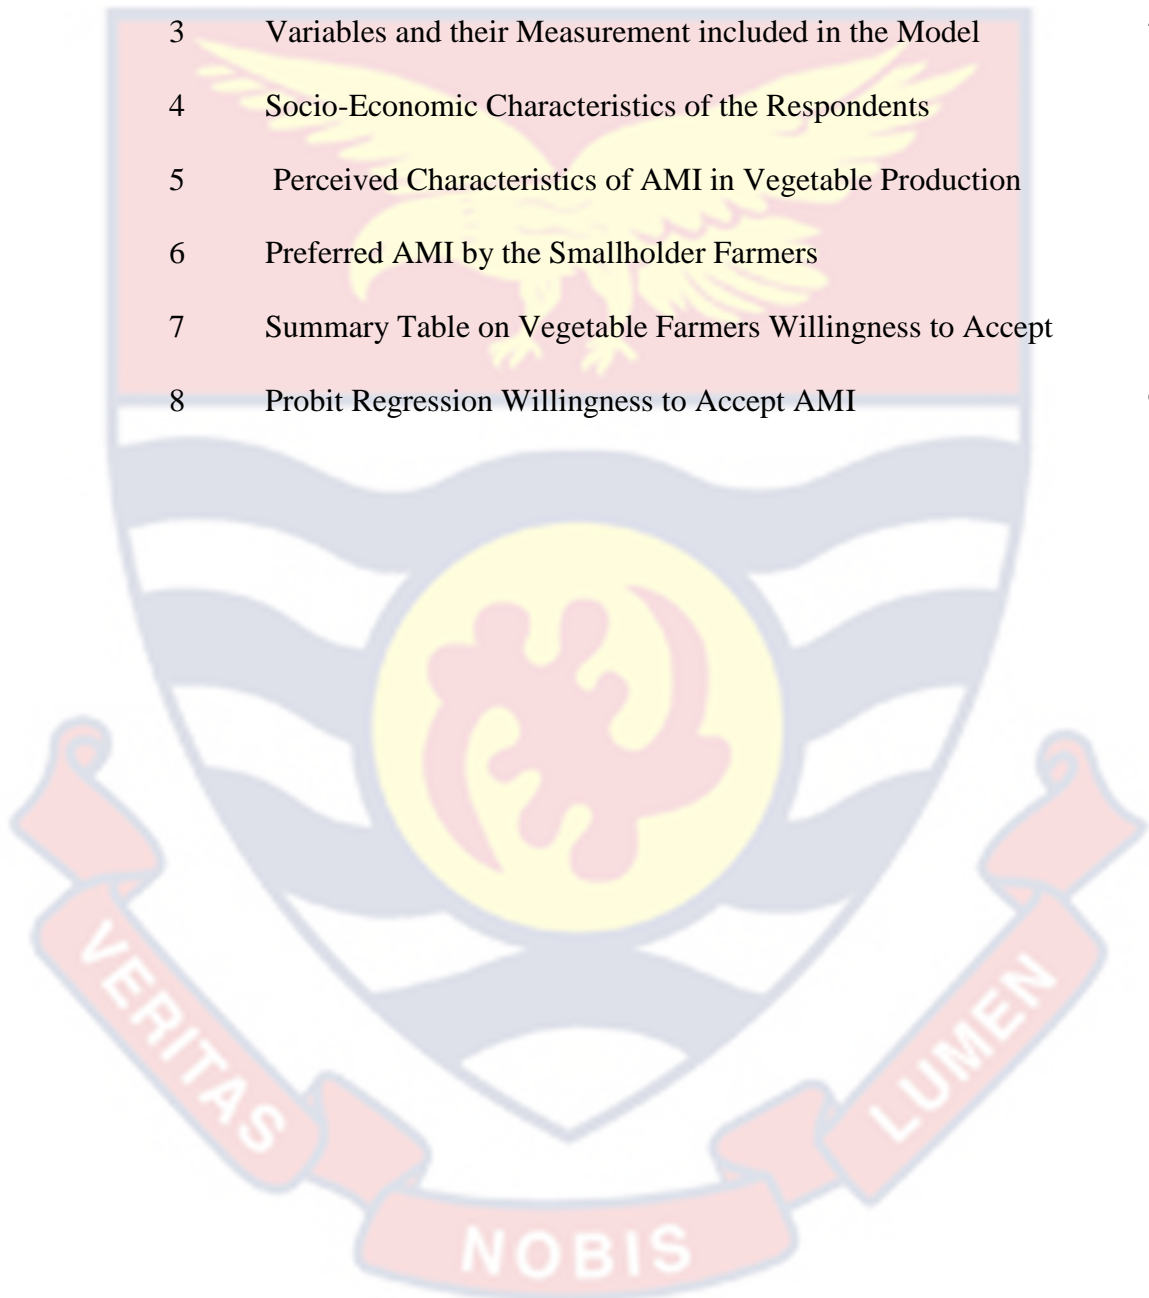 3 Variables and their Measurement included in the Model
4 Socio-Economic Characteristics of the Respondents
5 Perceived Characteristics of AMI in Vegetable Production
6 Preferred AMI by the Smallholder Farmers
7 Summary Table on Vegetable Farmers Willingness to Accept
8 Probit Regression Willingness to Accept AMI
VERITAS
NOBIS
LUMEN